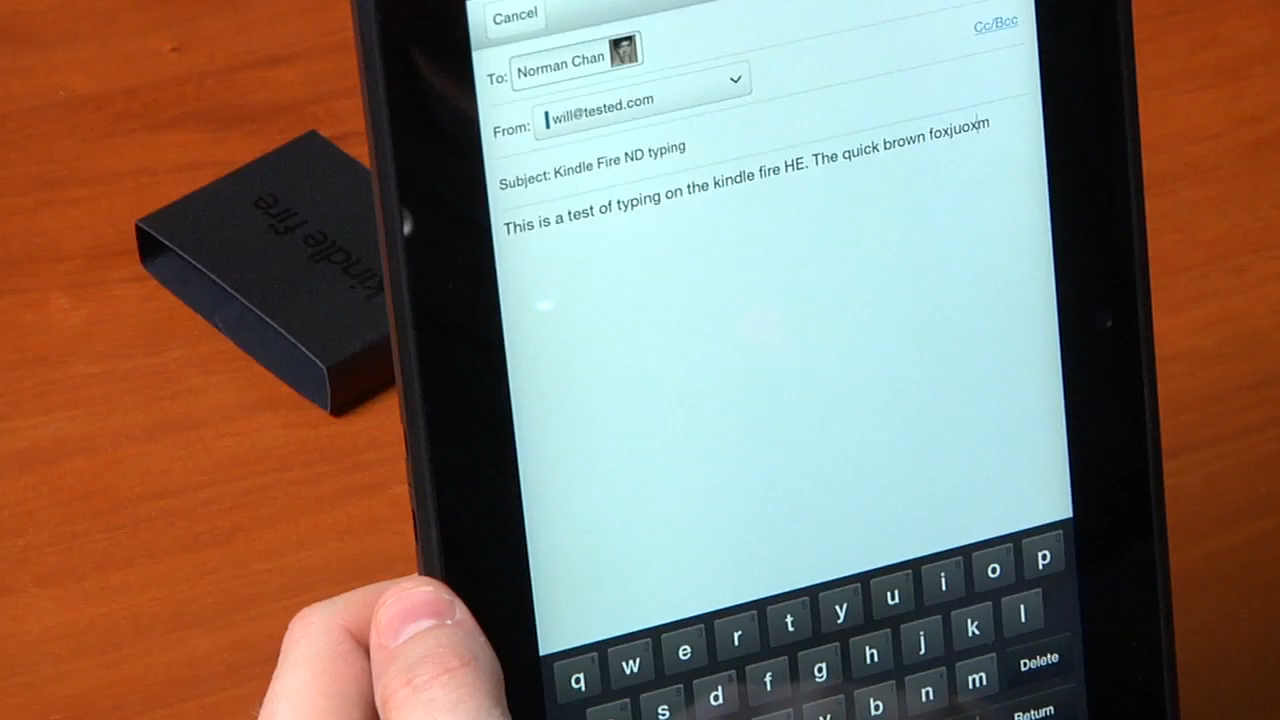 Cancel
To: Norman Chan
Cc/Bcc
From: will@tested.com
Subject: Kindle Fire ND typing
This is a test of typing on the kindle fire HE. The quick brown foxjuoxm
kindle fire
q w e r t y u i o p
s d f g h j k l
v b n m Delete
Return